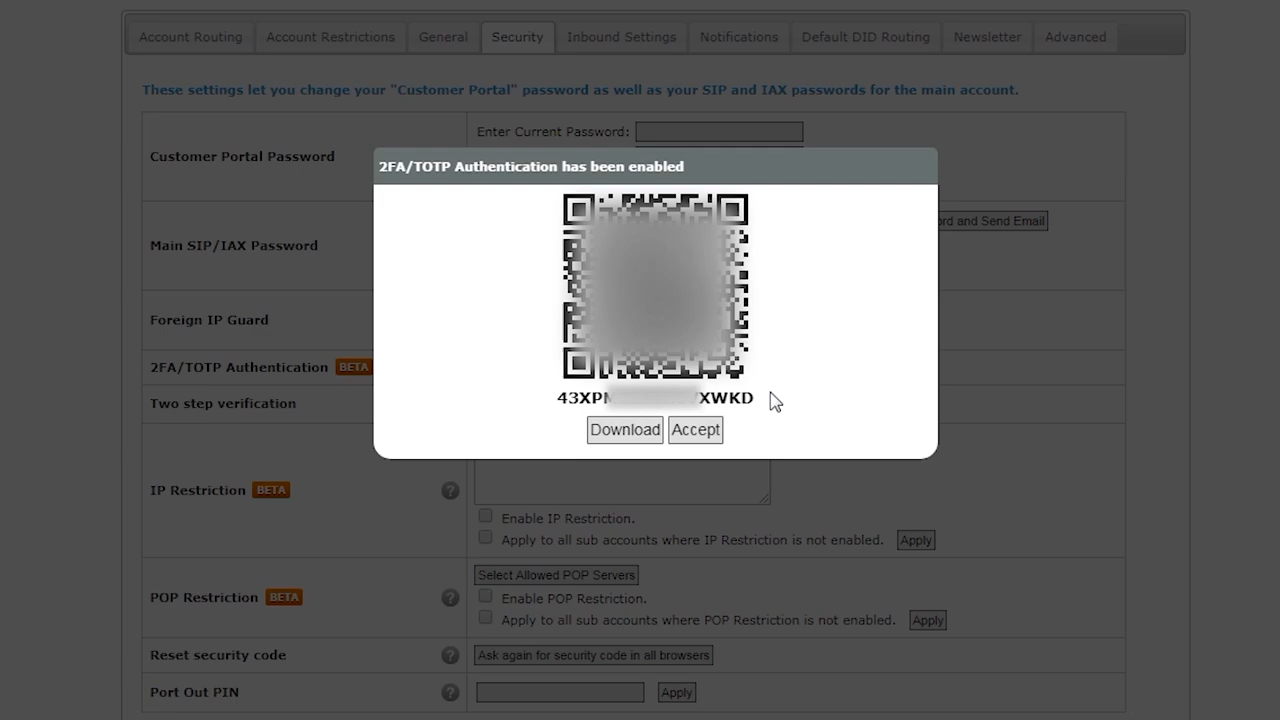 Account Routing Account Restrictions General Security Inbound Settings Notifications Default DID Routing Newsletter Advanced
These settings let you change your "Customer Portal" password as well as your SIP and IAX passwords for the main account.
Enter Current Password:
Customer Portal Password
2FA/TOTP Authentication has been enabled
and Send Email
Main SIP/IAX Password
Foreign IP Guard
2FA/TOTP Authentication BETA
43XP XWKD
Two step verification
Download Accept
IP Restriction BETA ?
Enable IP Restriction.
Apply to all sub accounts where IP Restriction is not enabled. Apply
Select Allowed POP Servers
POP Restriction BETA ?
Enable POP Restriction.
Apply to all sub accounts where POP Restriction is not enabled. Apply
Reset security code ? Ask again for security code in all browsers
Port Out PIN ? Apply